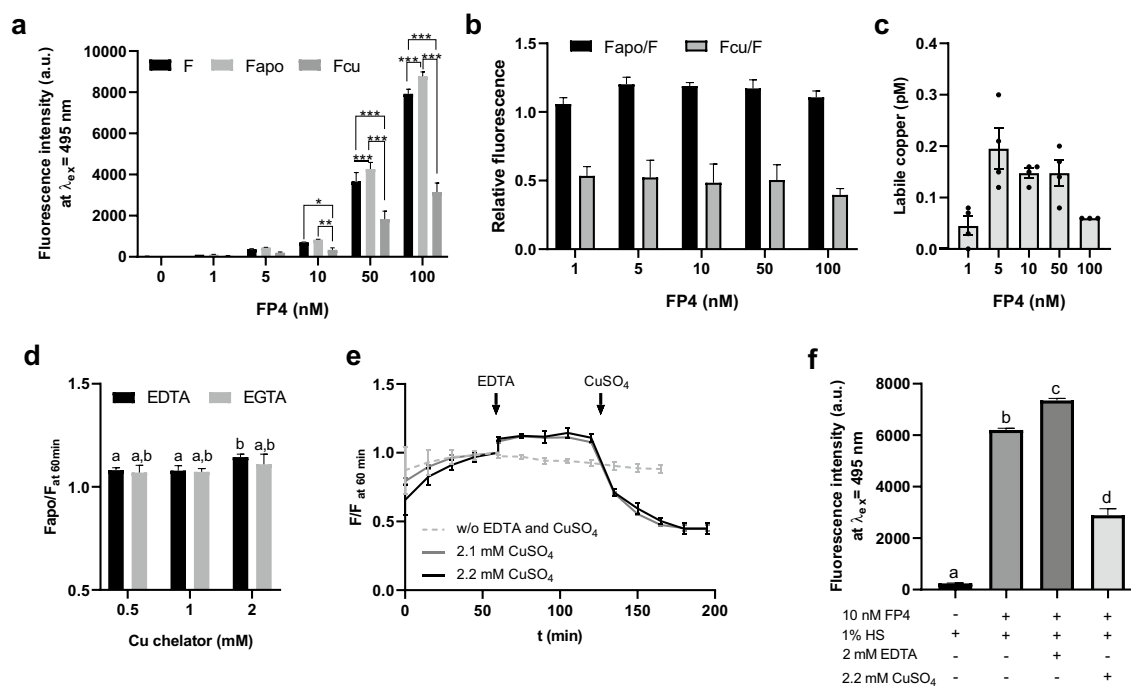 a
Fluorescence intensity (a.u.)
at λex= 495 nm
10000
8000
6000
4000
2000
0
F Fapo Fcu
*** *** ***
*** *** ***
* **
0 1 5 10 50 100
FP4 (nM)
b
Relative fluorescence
Fapo/F Fcu/F
1.5
1.0
0.5
0.0
1 5 10 50 100
FP4 (nM)
c
Labile copper (pM)
0.4
0.3
0.2
0.1
0.0
1 5 10 50 100
FP4 (nM)
d
Fapo/Fat 60min
EDTA EGTA
1.5
1.0
0.5
a a,b a a,b b a,b
0.5 1 2
Cu chelator (mM)
e
F/F at 60 min
EDTA CuSO4
1.5
1.0
0.5
0.0
w/o EDTA and CuSO4
2.1 mM CuSO4
2.2 mM CuSO4
0 50 100 150 200
t (min)
f
Fluorescence intensity (a.u.)
at λex= 495 nm
8000
6000
4000
2000
0
a b c d
10 nM FP4 - + + +
1% HS + + + +
2 mM EDTA - - + -
2.2 mM CuSO4 - - - +